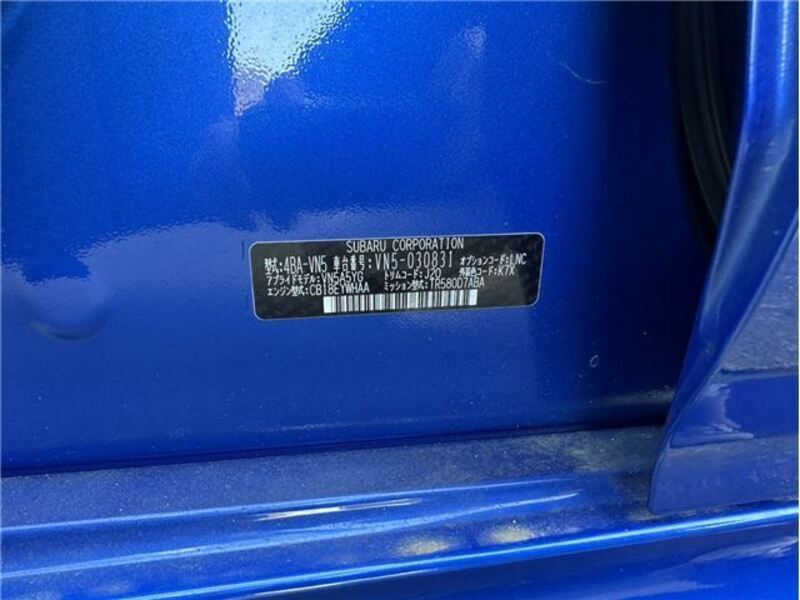 SUBARU CORPORATION
型式:4BA-VN5 車台番号:VN5-030831 オプションコード:LNC
アプライドモデル:VN5A5YG トリムコード:J20 外装色コード:K7X
エンジン型式:CB18EYWHAA ミッション型式:TR580D7ABA